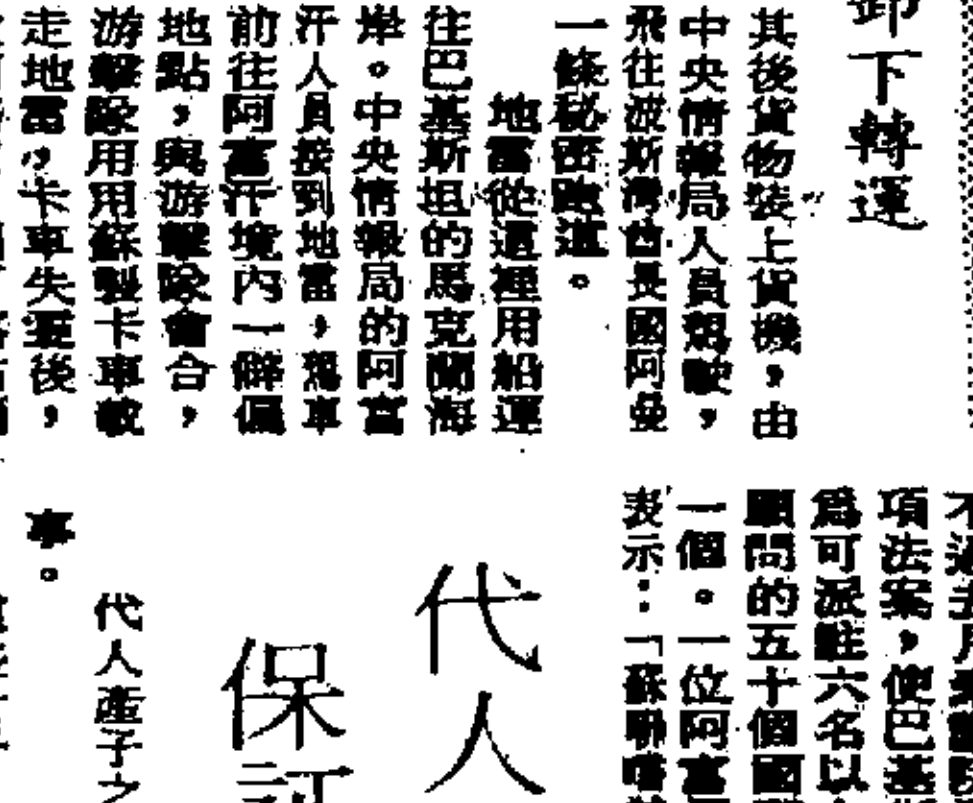 卸下轉運
其後貨物裝上貨機，由
中央情報局人員駕駛，
飛往波斯灣酋長國阿曼
一條秘密跑道。
地雷從這裡用船運
往巴基斯坦的馬克蘭海
岸。中央情報局的阿富
汗人員接到地雷，駕車
前往阿富汗境內一個偏
地點，與游擊隊會合，
游擊隊用用蘇製卡車載
走地雷，卡車失蹤後，
項法案，使巴基
為可派駐六名以
顧問的五十個國
一個。一位阿富
表示：「蘇聯
代人
保
事。
代人產子之